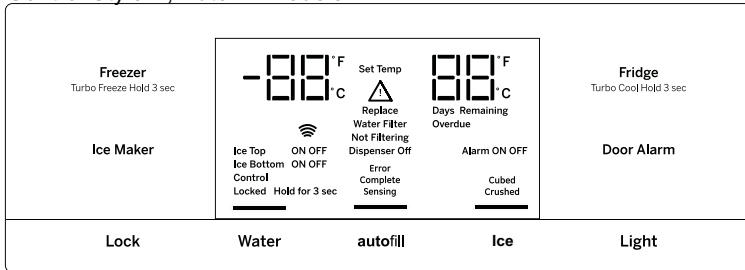 Freezer
Turbo Freeze Hold 3 sec
Ice Maker
-88 °F °C
Set Temp
Replace
Water Filter
Not Filtering
Dispenser Off
Error
Complete
Sensing
Ice Top ON OFF
Ice Bottom ON OFF
Control
Locked Hold for 3 sec
88 °F °C
Days Remaining
Overdue
Alarm ON OFF
Cubed
Crushed
Fridge
Turbo Cool Hold 3 sec
Door Alarm
Lock Water autofill Ice Light